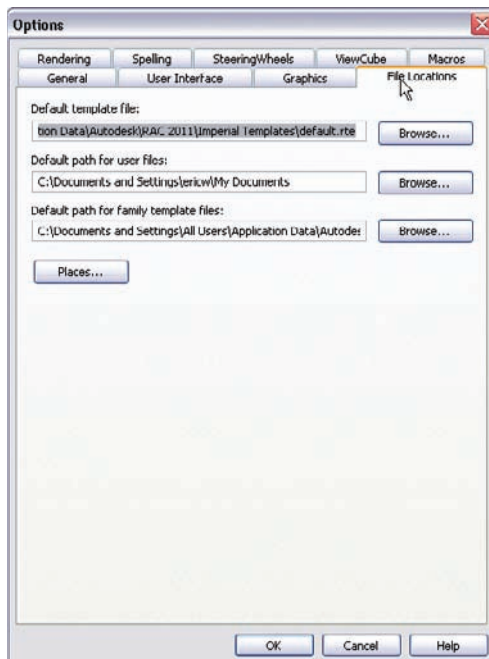 Options
Rendering Spelling SteeringWheels ViewCube Macros
General User Interface Graphics File Locations
Default template file:
tion Data\Autodesk\RAC 2011\Imperial Templates\default.rte Browse...
Default path for user files:
C:\Documents and Settings\ericw\My Documents Browse...
Default path for family template files:
C:\Documents and Settings\All Users\Application Data\Autodes Browse...
Places...
OK Cancel Help